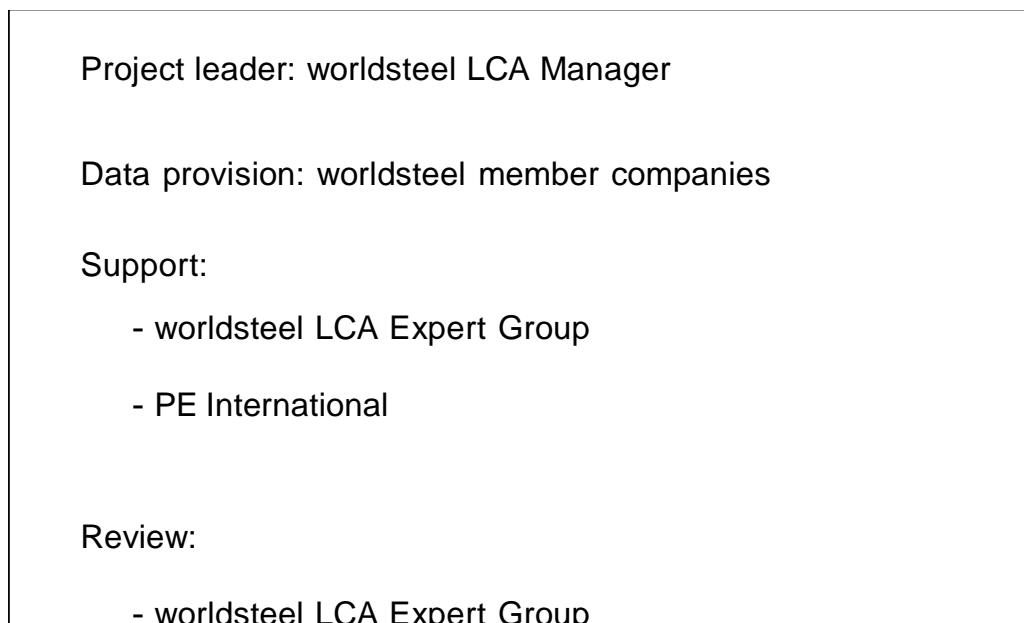 Project leader: worldsteel LCA Manager
Data provision: worldsteel member companies
Support:
- worldsteel LCA Expert Group
- PE International
Review:
- worldsteel LCA Expert Group